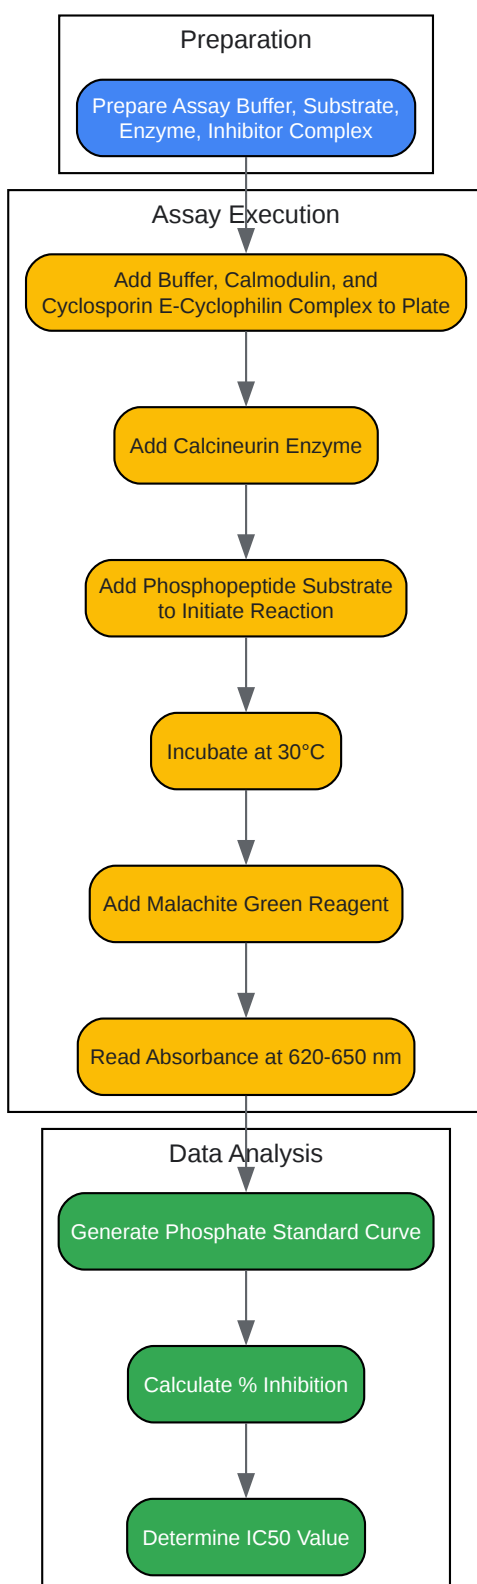 Preparation
Prepare Assay Buffer, Substrate,
Enzyme, Inhibitor Complex
Assay Execution
Add Buffer, Calmodulin, and
Cyclosporin E-Cyclophilin Complex to Plate
Add Calcineurin Enzyme
Add Phosphopeptide Substrate
to Initiate Reaction
Incubate at 30°C
Add Malachite Green Reagent
Read Absorbance at 620-650 nm
Data Analysis
Generate Phosphate Standard Curve
Calculate % Inhibition
Determine IC50 Value